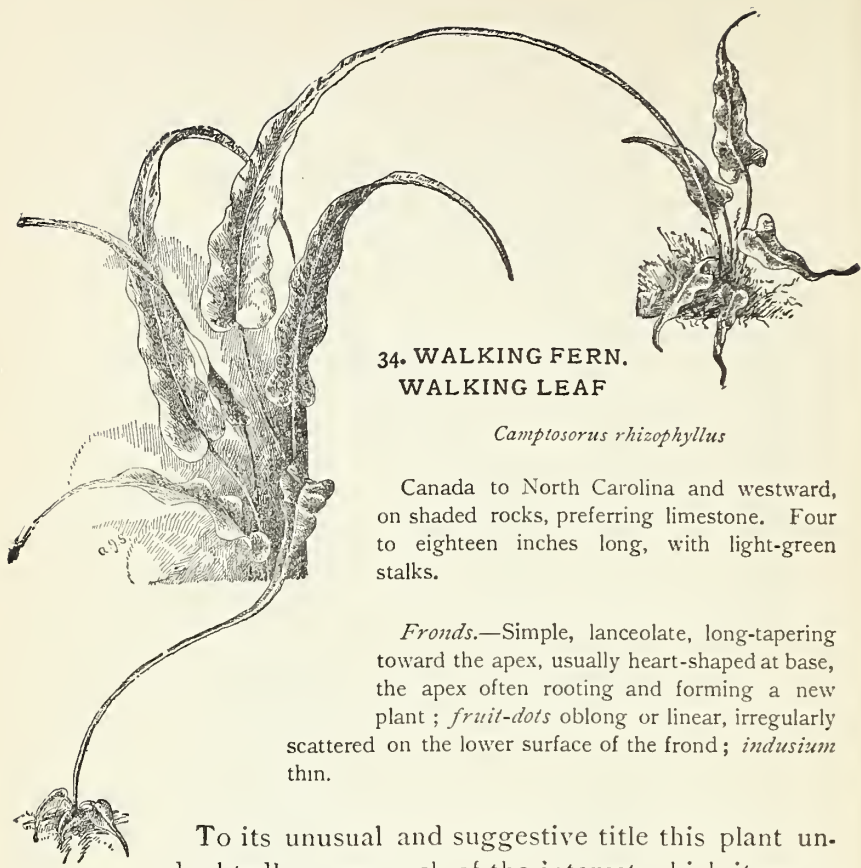 34. WALKING FERN.
WALKING LEAF
Camptosorus rhizophyllus
Canada to North Carolina and westward,
on shaded rocks, preferring limestone. Four
to eighteen inches long, with light-green
stalks.
Fronds.—Simple, lanceolate, long-tapering
toward the apex, usually heart-shaped at base,
the apex often rooting and forming a new
plant ; fruit-dots oblong or linear, irregularly
scattered on the lower surface of the frond ; indusium
thin.
a.g.s.
To its unusual and suggestive title this plant un-